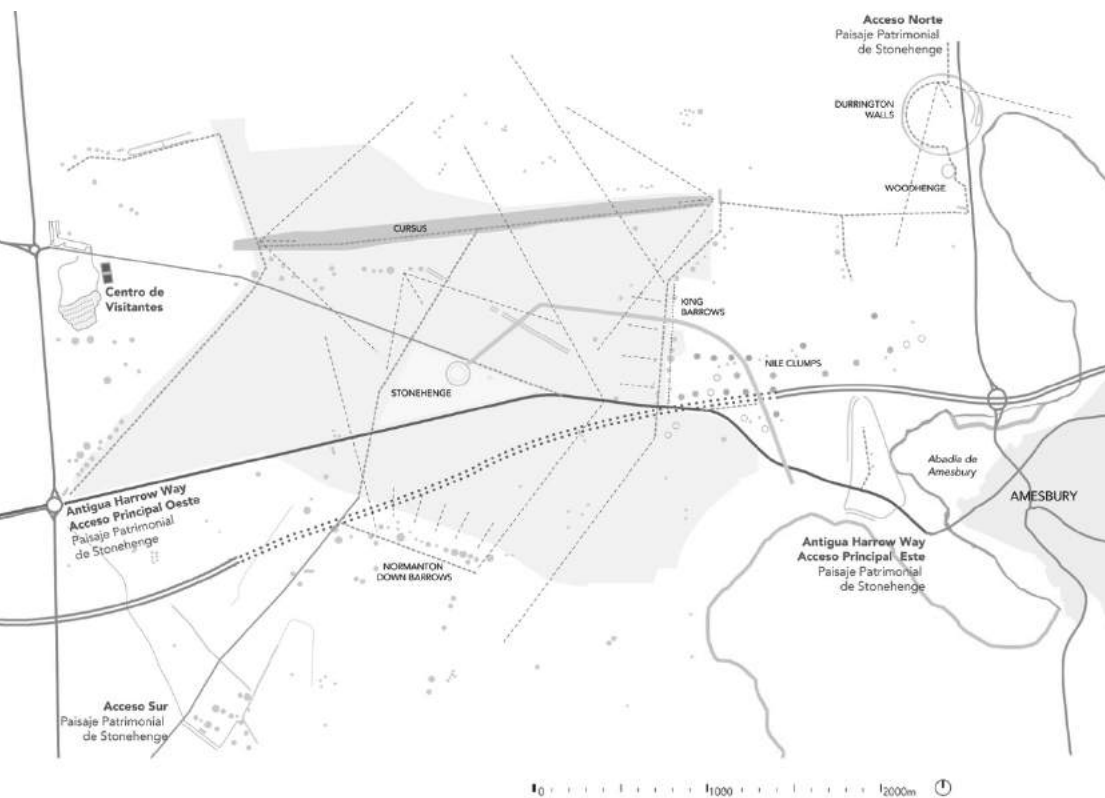 Acceso Norte
Paisaje Patrimonial
de Stonehenge
DURRINGTON
WALLS
WOODHENGE
CURSUS
Centro de
Visitantes
KING
BARROWS
NILE CLUMPS
STONEHENGE
Abadía de
Amesbury
AMESBURY
Antigua Harrow Way
Acceso Principal Oeste
Paisaje Patrimonial
de Stonehenge
NORMANTON
DOWN BARROWS
Antigua Harrow Way
Acceso Principal Este
Paisaje Patrimonial
de Stonehenge
Acceso Sur
Paisaje Patrimonial
de Stonehenge
0 1000 2000m